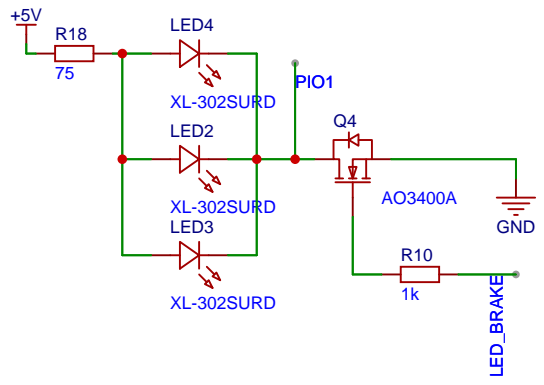 +5V
R18
75
LED4
XL-302SURD
PIO1
LED2
XL-302SURD
LED3
XL-302SURD
Q4
AO3400A
GND
R10
1k
LED_BRAKE